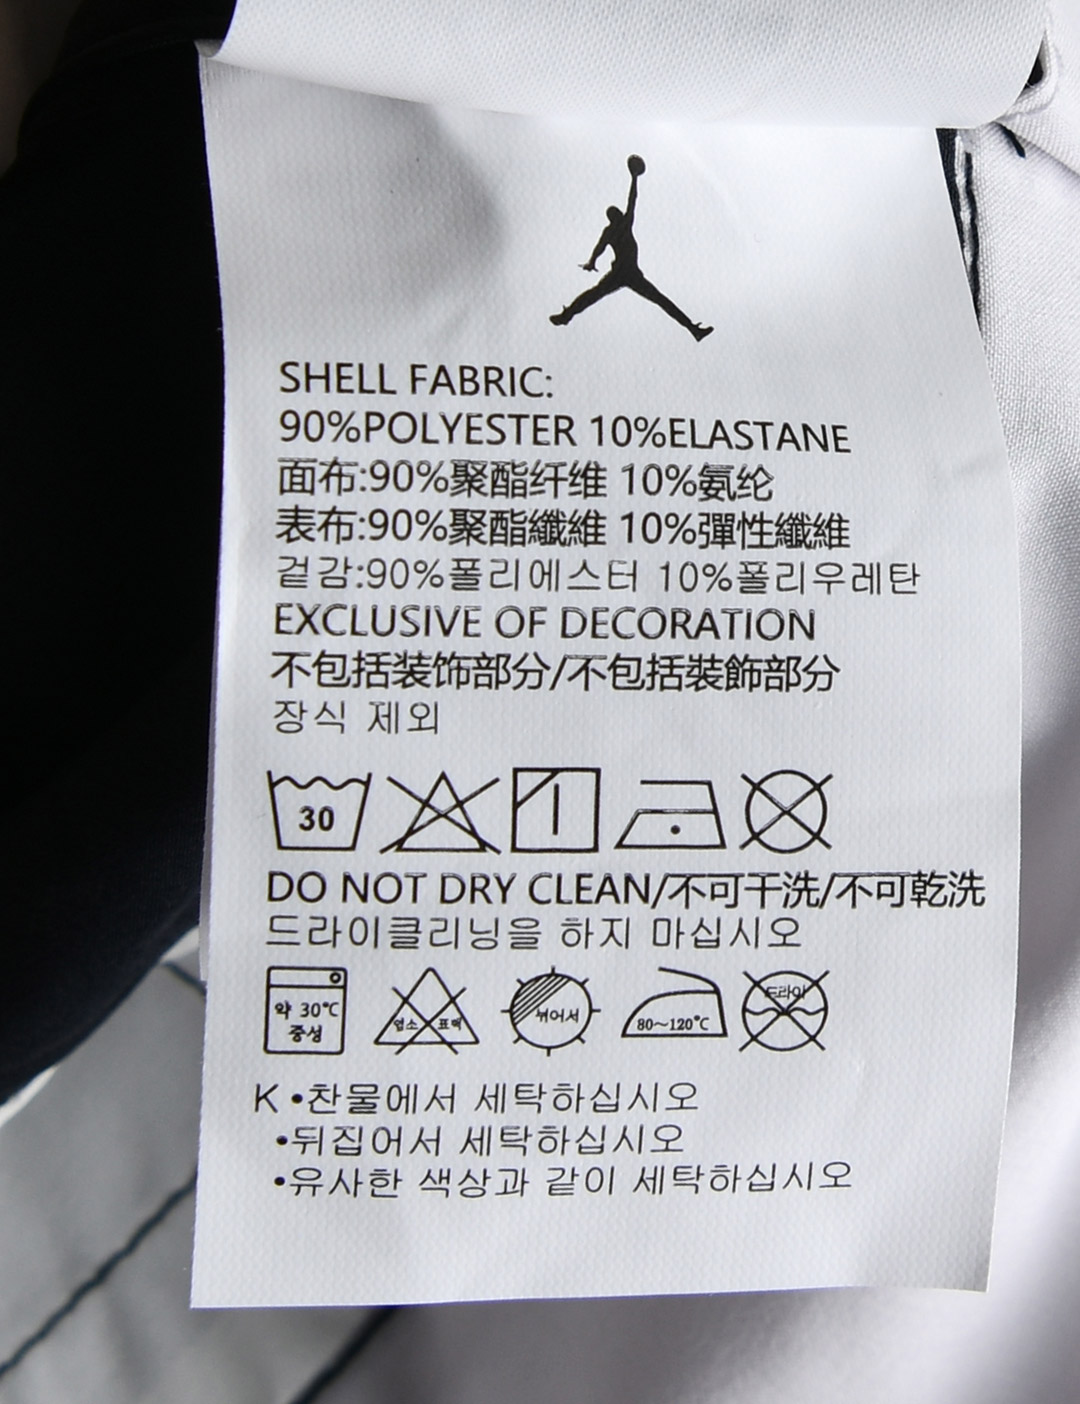 SHELL FABRIC:
90%POLYESTER 10%ELASTANE
面布:90%聚酯纤维 10%氨纶
表布:90%聚酯纖維 10%彈性纖維
겉감:90%폴리에스터 10%폴리우레탄
EXCLUSIVE OF DECORATION
不包括装饰部分/不包括裝飾部分
장식 제외
30
DO NOT DRY CLEAN/不可干洗/不可乾洗
드라이클리닝을 하지 마십시오
약 30°C
중성
염소 표백
뉘어서
80~120°C
드라이
K •찬물에서 세탁하십시오
•뒤집어서 세탁하십시오
•유사한 색상과 같이 세탁하십시오